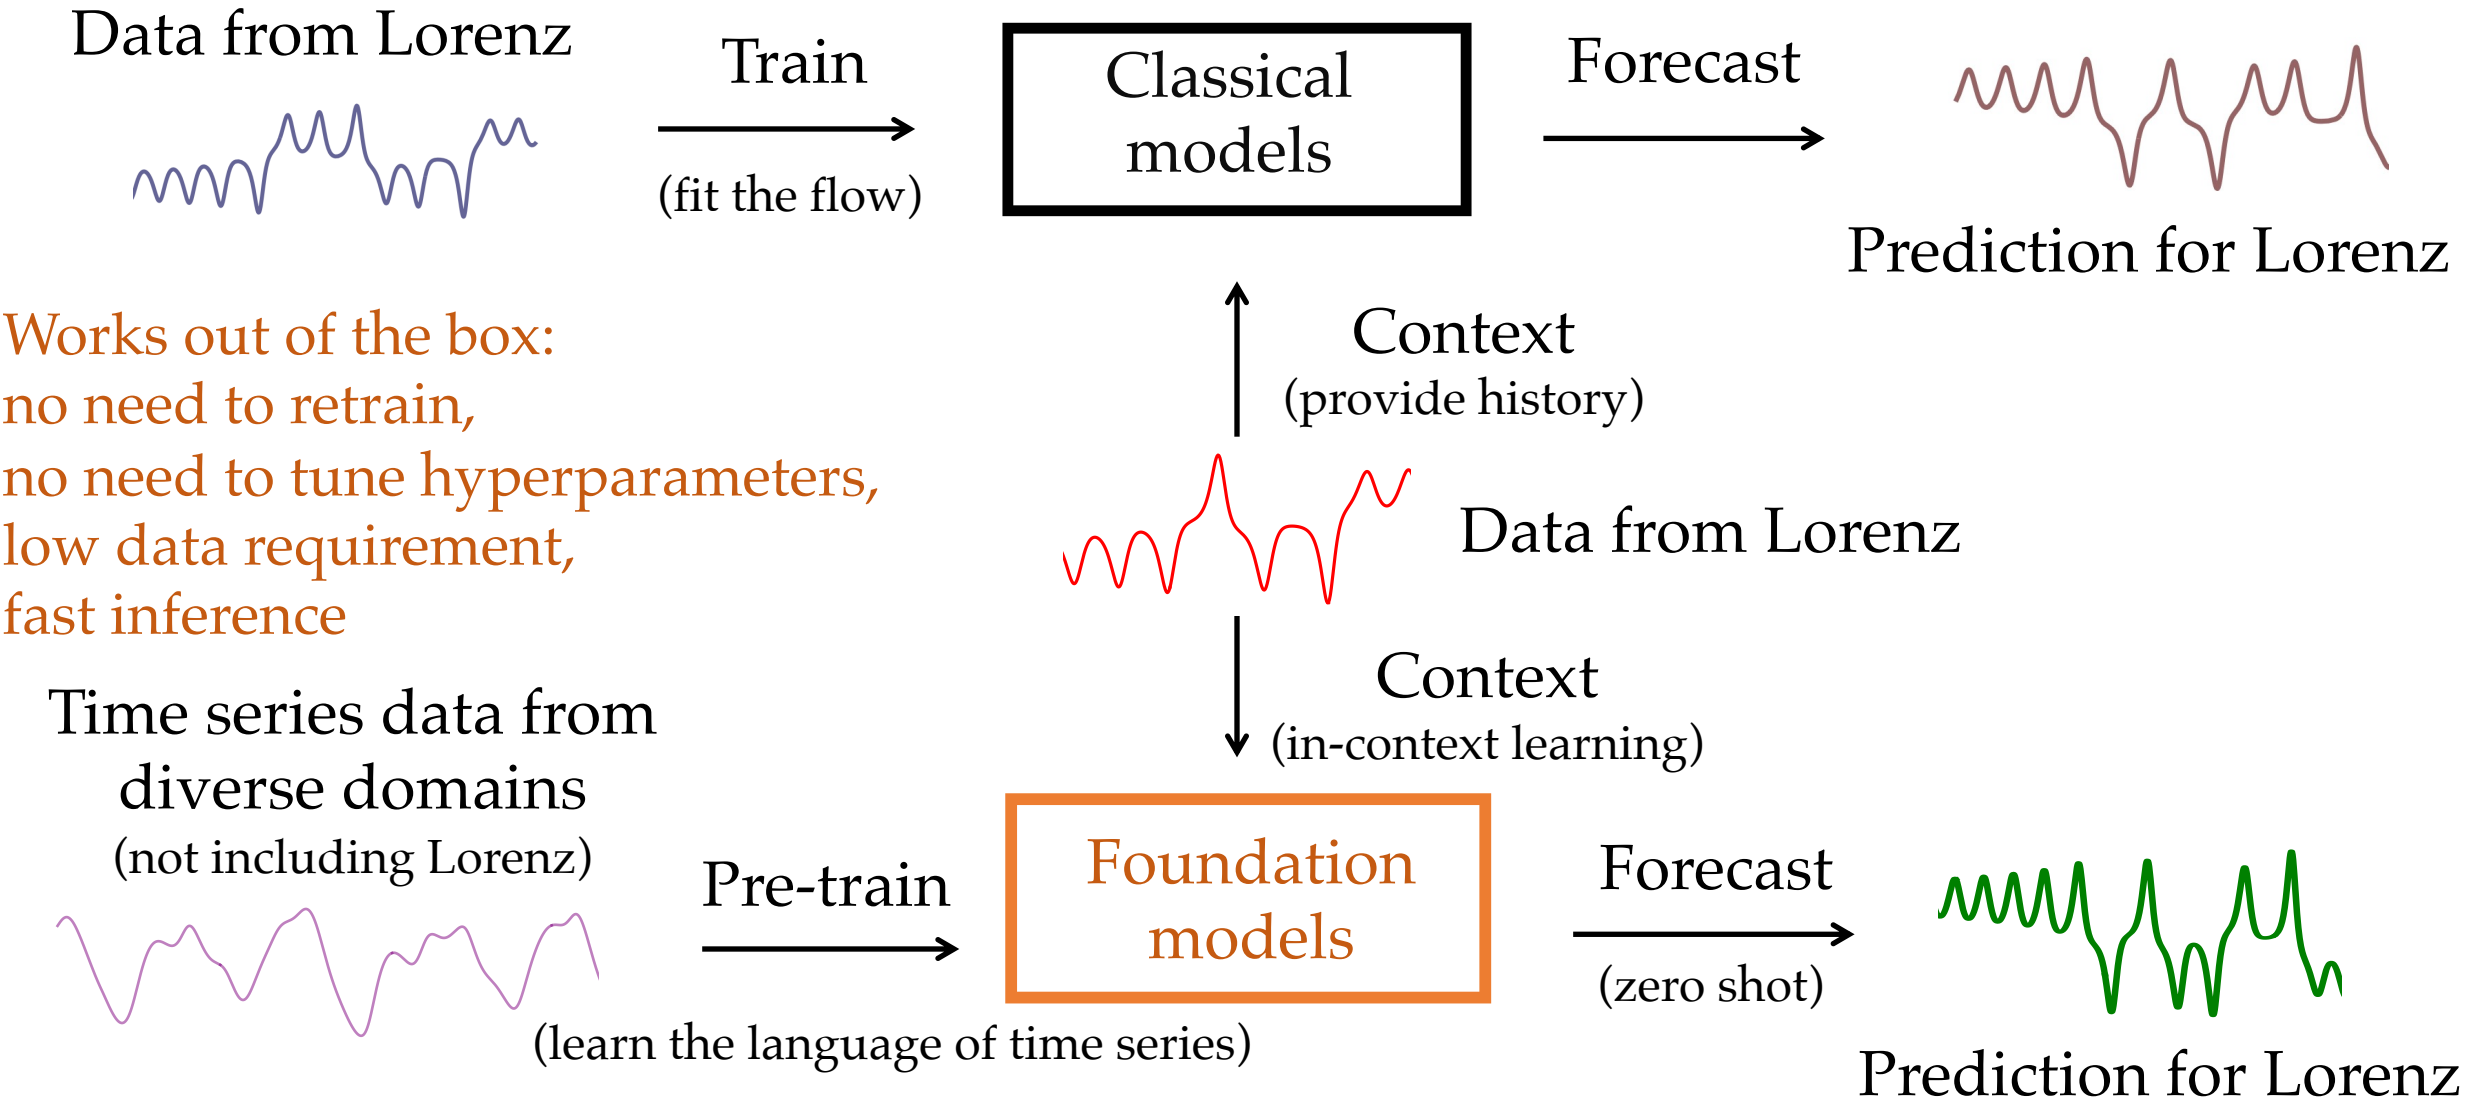 Data from Lorenz
Train
(fit the flow)
Classical
models
Forecast
Prediction for Lorenz
Works out of the box:
no need to retrain,
no need to tune hyperparameters,
low data requirement,
fast inference
Context
(provide history)
Data from Lorenz
Context
(in-context learning)
Time series data from
diverse domains
(not including Lorenz)
Pre-train
(learn the language of time series)
Foundation
models
Forecast
(zero shot)
Prediction for Lorenz